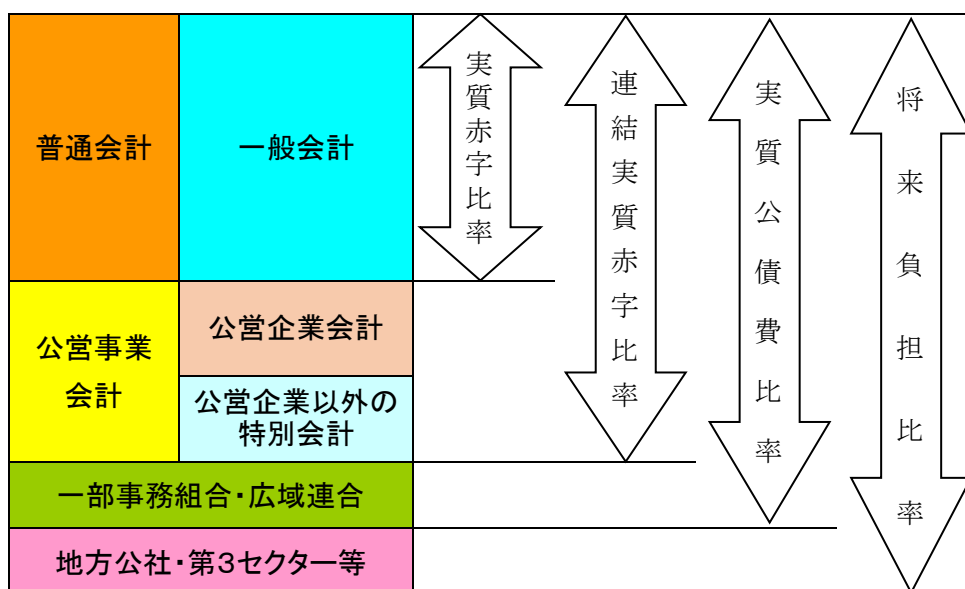 普通会計
一般会計
公営事業
会計
公営企業会計
公営企業以外の
特別会計
一部事務組合・広域連合
地方公社・第3セクター等
実質赤字比率
連結実質赤字比率
実質公債費比率
将来負担比率